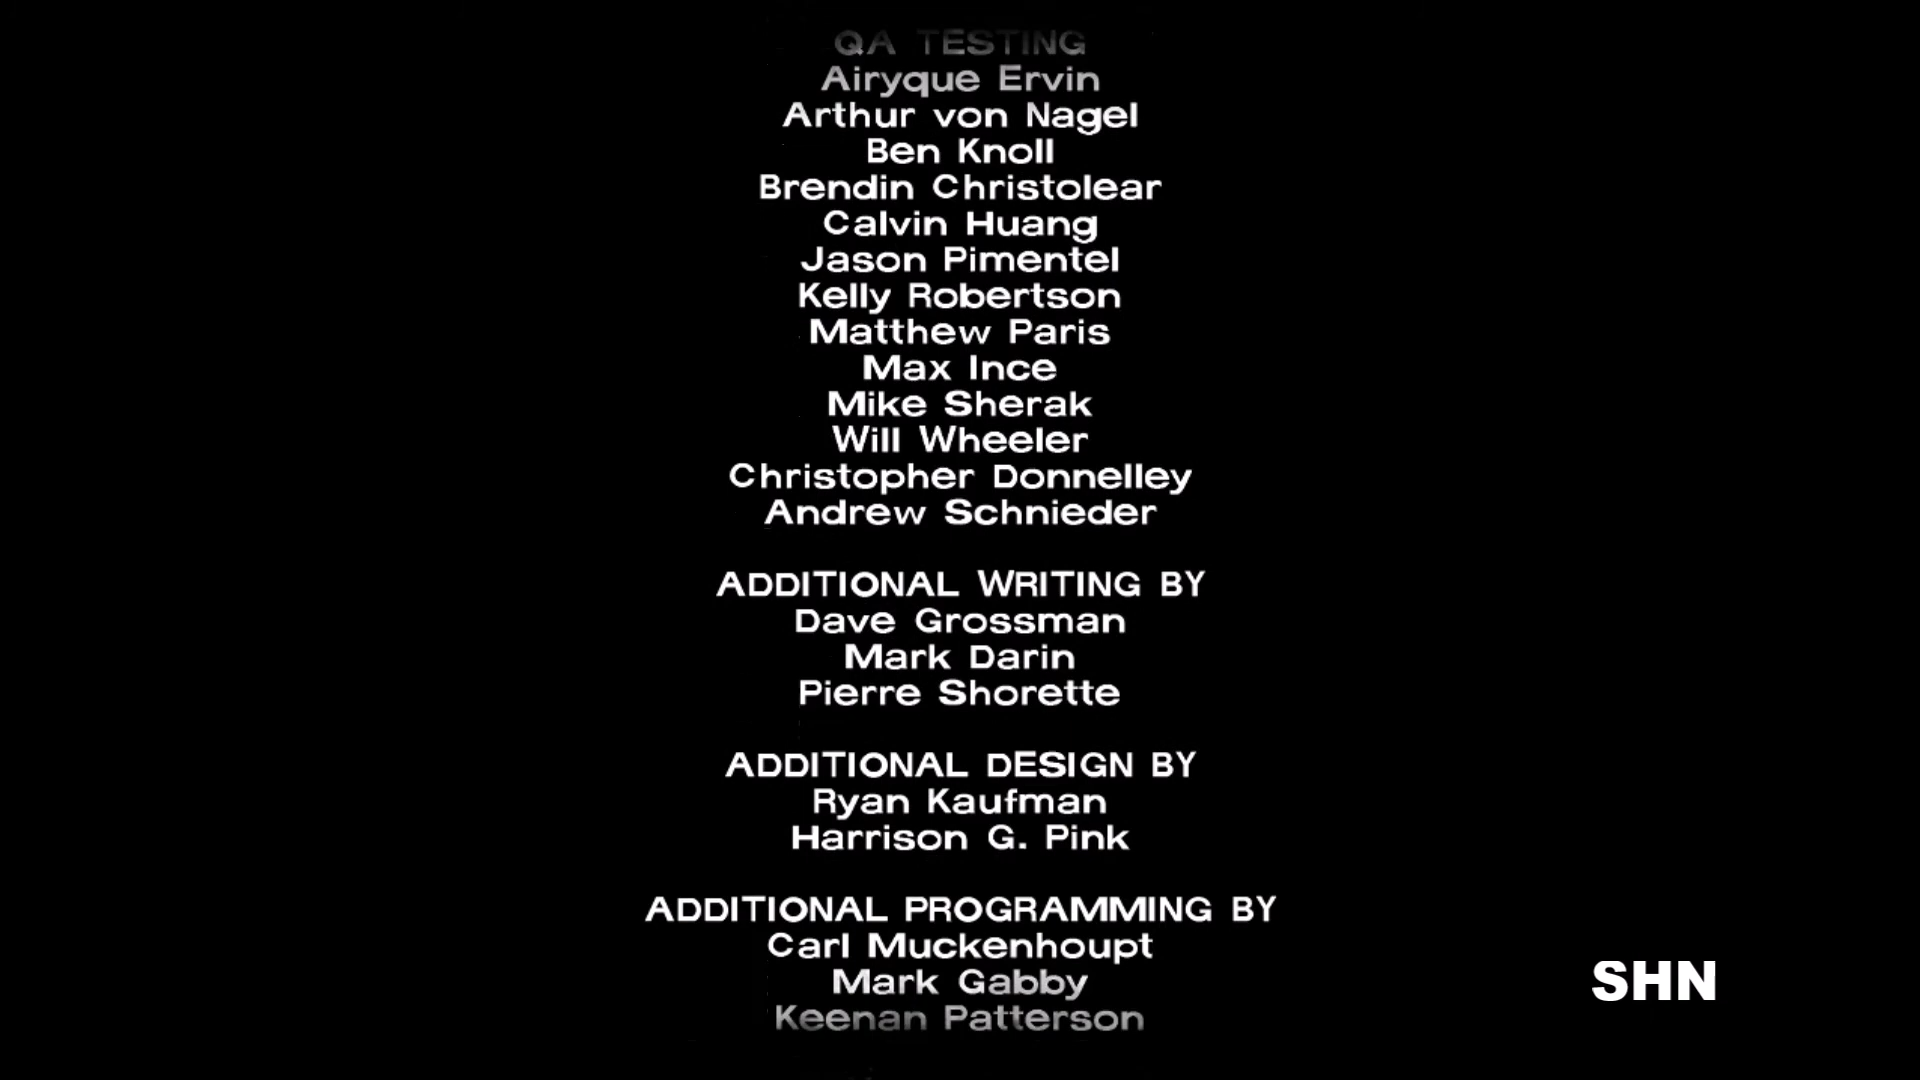 QA TESTING
Airyque Ervin
Arthur von Nagel
Ben Knoll
Brendin Christolear
Calvin Huang
Jason Pimentel
Kelly Robertson
Matthew Paris
Max Ince
Mike Sherak
Will Wheeler
Christopher Donnelley
Andrew Schnieder
ADDITIONAL WRITING BY
Dave Grossman
Mark Darin
Pierre Shorette
ADDITIONAL DESIGN BY
Ryan Kaufman
Harrison G. Pink
ADDITIONAL PROGRAMMING BY
Carl Muckenhoupt
Mark Gabby
Keenan Patterson
SHN